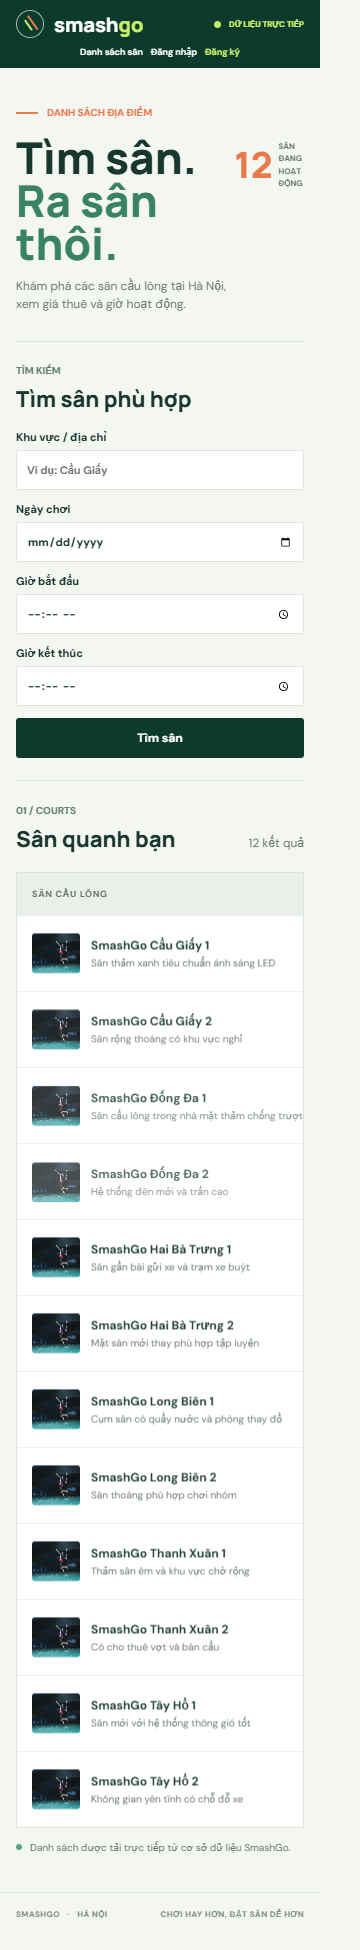 smashgo
DỮ LIỆU TRỰC TIẾP
Danh sách sân Đăng nhập Đăng ký
DANH SÁCH ĐỊA ĐIỂM
Tìm sân.
Ra sân
thôi.
12
SÂN
ĐANG
HOẠT
ĐỘNG
Khám phá các sân cầu lông tại Hà Nội,
xem giá thuê và giờ hoạt động.
TÌM KIẾM
Tìm sân phù hợp
Khu vực / địa chỉ
Ví dụ: Cầu Giấy
Ngày chơi
mm/dd/yyyy
Giờ bắt đầu
--:-- --
Giờ kết thúc
--:-- --
Tìm sân
01 / COURTS
Sân quanh bạn
12 kết quả
SÂN CẦU LÔNG
SmashGo Cầu Giấy 1
Sân thảm xanh tiêu chuẩn ánh sáng LED
SmashGo Cầu Giấy 2
Sân rộng thoáng có khu vực nghỉ
SmashGo Đống Đa 1
Sân cầu lông trong nhà mặt thảm chống trượt
SmashGo Đống Đa 2
Hệ thống đèn mới và trần cao
SmashGo Hai Bà Trưng 1
Sân gần bãi gửi xe và trạm xe buýt
SmashGo Hai Bà Trưng 2
Mặt sân mới thay phù hợp tập luyện
SmashGo Long Biên 1
Cụm sân có quầy nước và phòng thay đồ
SmashGo Long Biên 2
Sân thoáng phù hợp chơi nhóm
SmashGo Thanh Xuân 1
Thảm sân êm và khu vực chờ rộng
SmashGo Thanh Xuân 2
Có cho thuê vợt và bán cầu
SmashGo Tây Hồ 1
Sân mới với hệ thống thông gió tốt
SmashGo Tây Hồ 2
Không gian yên tĩnh có chỗ đỗ xe
Danh sách được tải trực tiếp từ cơ sở dữ liệu SmashGo.
SMASHGO · HÀ NỘI
CHƠI HAY HƠN, ĐẶT SÂN DỄ HƠN